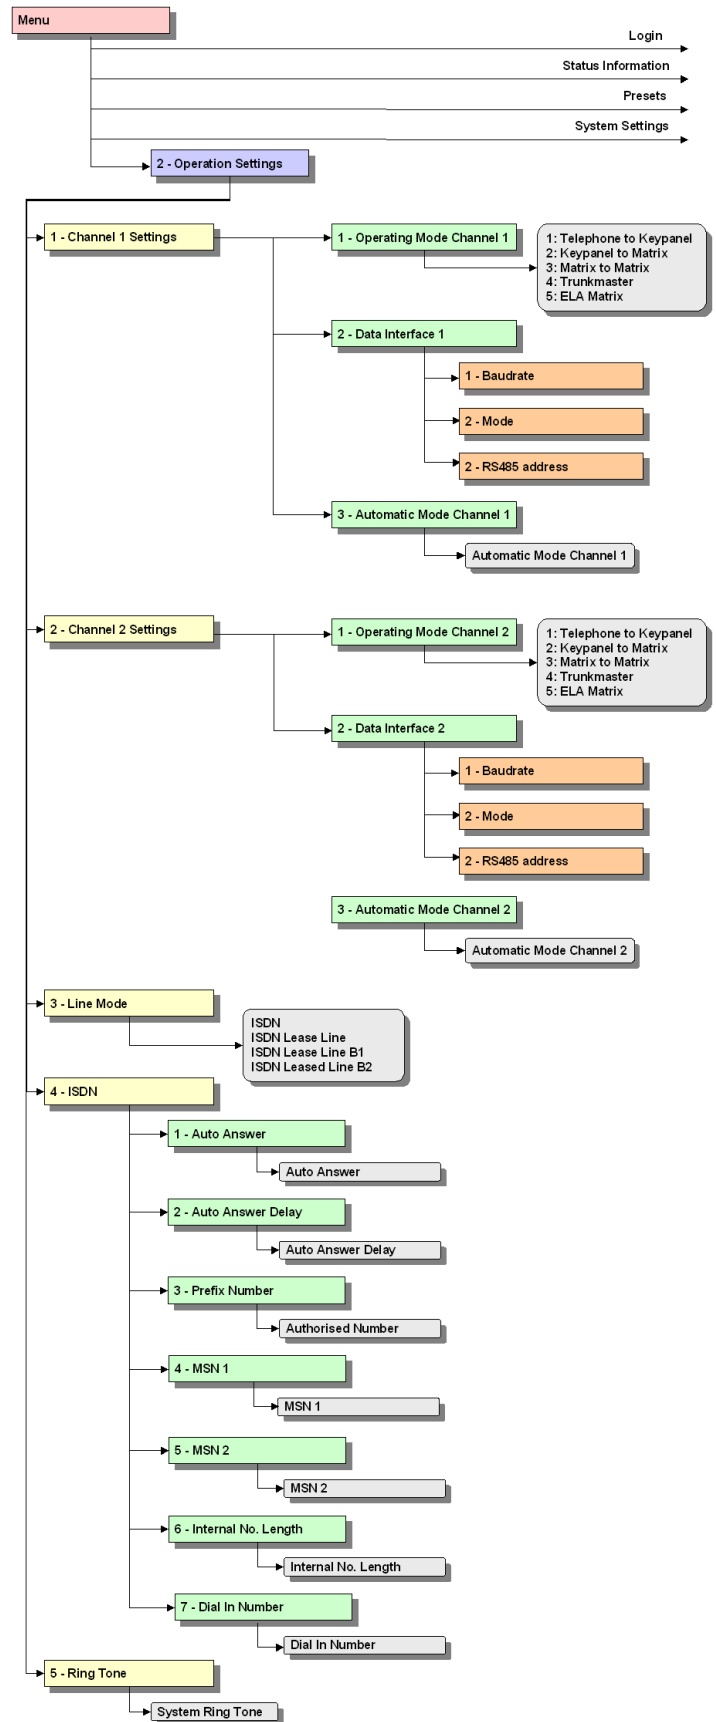 Menu
Login
Status Information
Presets
System Settings
2 - Operation Settings
1 - Channel 1 Settings
1 - Operating Mode Channel 1
1: Telephone to Keypanel
2: Keypanel to Matrix
3: Matrix to Matrix
4: Trunkmaster
5: ELA Matrix
2 - Data Interface 1
1 - Baudrate
2 - Mode
2 - RS485 address
3 - Automatic Mode Channel 1
Automatic Mode Channel 1
2 - Channel 2 Settings
1 - Operating Mode Channel 2
1: Telephone to Keypanel
2: Keypanel to Matrix
3: Matrix to Matrix
4: Trunkmaster
5: ELA Matrix
2 - Data Interface 2
1 - Baudrate
2 - Mode
2 - RS485 address
3 - Automatic Mode Channel 2
Automatic Mode Channel 2
3 - Line Mode
ISDN
ISDN Lease Line
ISDN Lease Line B1
ISDN Leased Line B2
4 - ISDN
1 - Auto Answer
Auto Answer
2 - Auto Answer Delay
Auto Answer Delay
3 - Prefix Number
Authorised Number
4 - MSN 1
MSN 1
5 - MSN 2
MSN 2
6 - Internal No. Length
Internal No. Length
7 - Dial In Number
Dial In Number
5 - Ring Tone
System Ring Tone